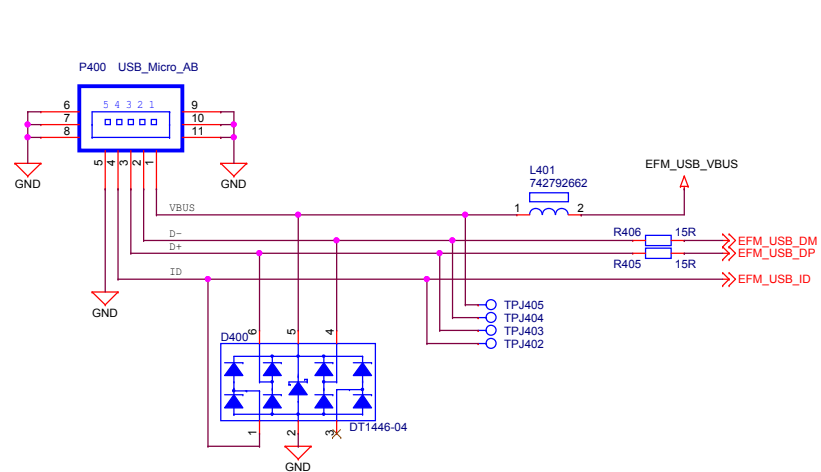 P400 USB_Micro_AB
6 5 4 3 2 1 9
7 10
8 11
GND GND
5 4 3 2 1
L401
742792662
EFM_USB_VBUS
VBUS 1 2
R406 15R
D- EFM_USB_DM
D+ EFM_USB_DP
R405 15R
ID EFM_USB_ID
GND
TPJ405
TPJ404
TPJ403
TPJ402
6 5 4
D400
DT1446-04
1 2 3
GND